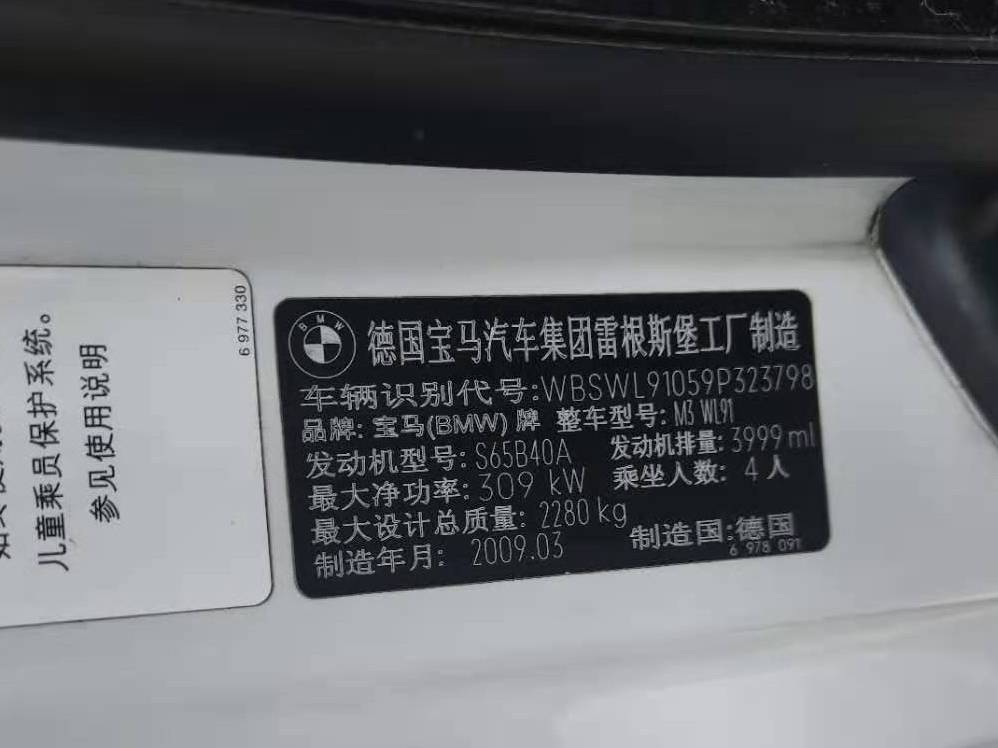 BMW
德国宝马汽车集团雷根斯堡工厂制造
车辆识别代号:WBSWL91059P323798
品牌: 宝马(BMW) 牌 整车型号: M3 WL91
发动机型号: S65B40A 发动机排量: 3999 ml
最大净功率: 309 kW 乘坐人数: 4 人
最大设计总质量: 2280 kg
制造年月: 2009.03 制造国:德国
6 978 091
6 977 330
儿童乘员保护系统。
参见使用说明